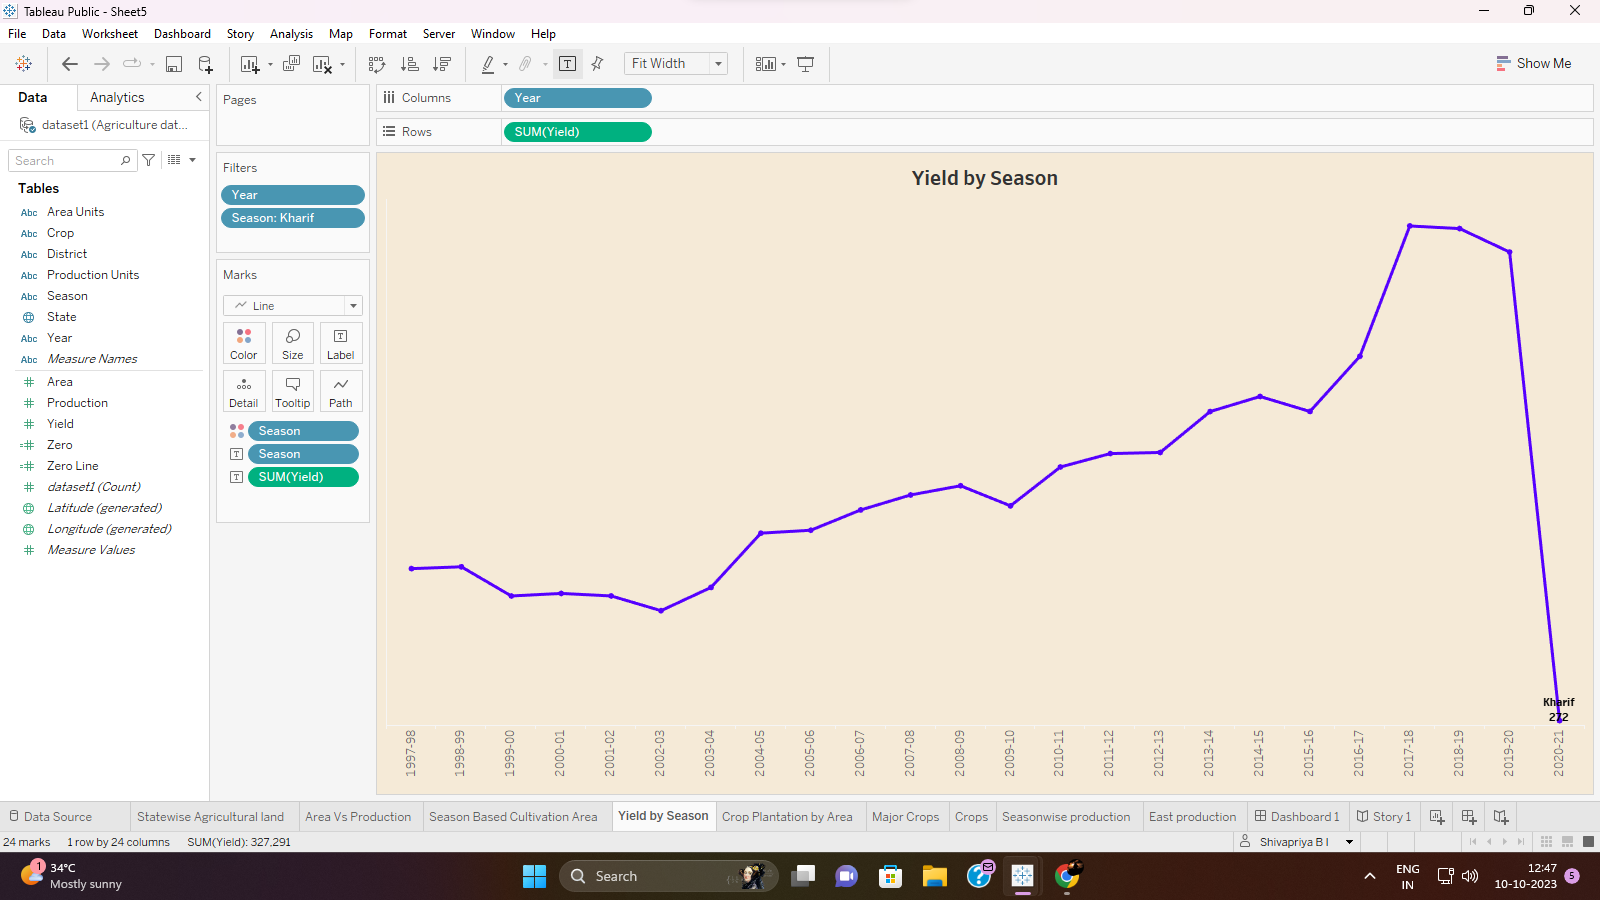 Tableau Public - Sheet5
File Data Worksheet Dashboard Story Analysis Map Format Server Window Help
Fit Width
Show Me
Data Analytics
dataset1 (Agriculture dat...
Search
Tables
Abc Area Units
Abc Crop
Abc District
Abc Production Units
Abc Season
State
Abc Year
Abc Measure Names
# Area
# Production
# Yield
=# Zero
=# Zero Line
# dataset1 (Count)
Latitude (generated)
Longitude (generated)
# Measure Values
Pages
Filters
Year
Season: Kharif
Marks
Line
Color Size Label
Detail Tooltip Path
Season
Season
SUM(Yield)
Columns Year
Rows SUM(Yield)
Yield by Season
Kharif
272
1997-98 1998-99 1999-00 2000-01 2001-02 2002-03 2003-04 2004-05 2005-06 2006-07 2007-08 2008-09 2009-10 2010-11 2011-12 2012-13 2013-14 2014-15 2015-16 2016-17 2017-18 2018-19 2019-20 2020-21
Data Source Statewise Agricultural land Area Vs Production Season Based Cultivation Area Yield by Season Crop Plantation by Area Major Crops Crops Seasonwise production East production Dashboard 1 Story 1
24 marks 1 row by 24 columns SUM(Yield): 327,291
Shivapriya B I
1 34°C
Mostly sunny
Search
ENG
IN
12:47
10-10-2023
5